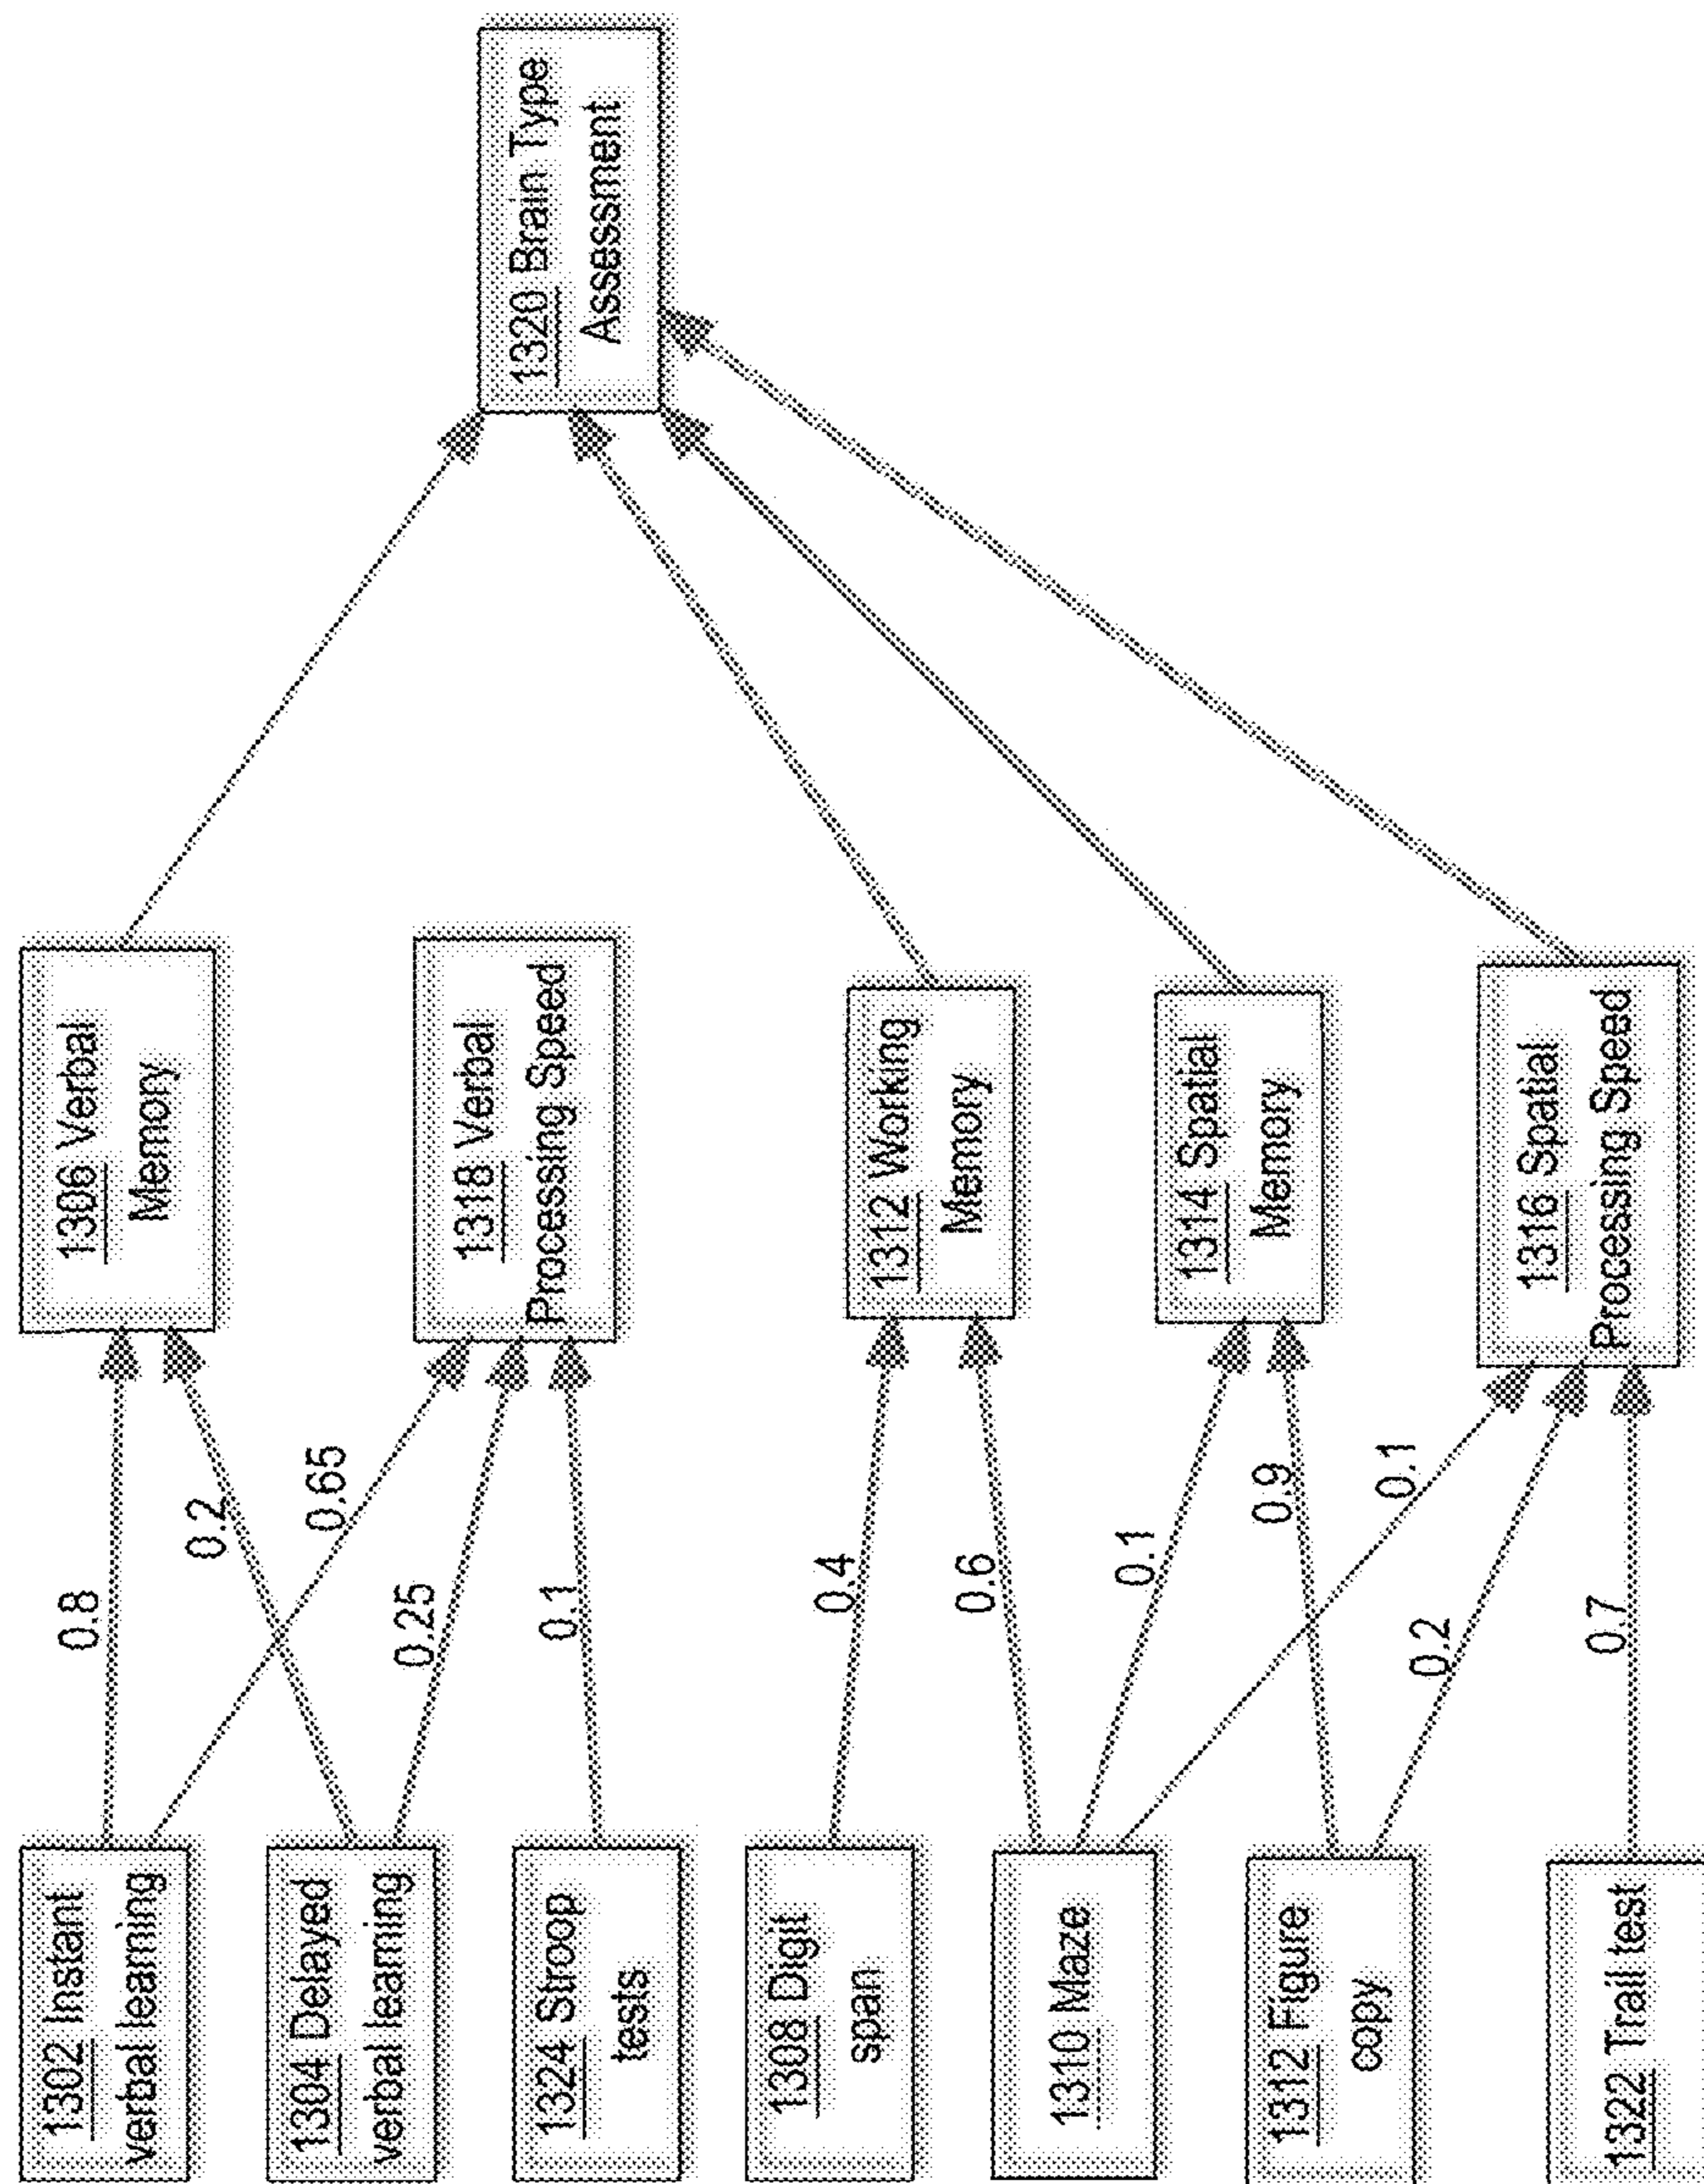 1302 Instant
verbal learning
1304 Delayed
verbal learning
1324 Stroop
tests
1308 Digit
span
1310 Maze
1312 Figure
copy
1322 Trail test
0.8
0.2
0.65
0.25
0.1
0.4
0.6
0.1
0.9
0.1
0.2
0.7
1306 Verbal
Memory
1318 Verbal
Processing Speed
1312 Working
Memory
1314 Spatial
Memory
1316 Spatial
Processing Speed
1320 Brain Type
Assessment